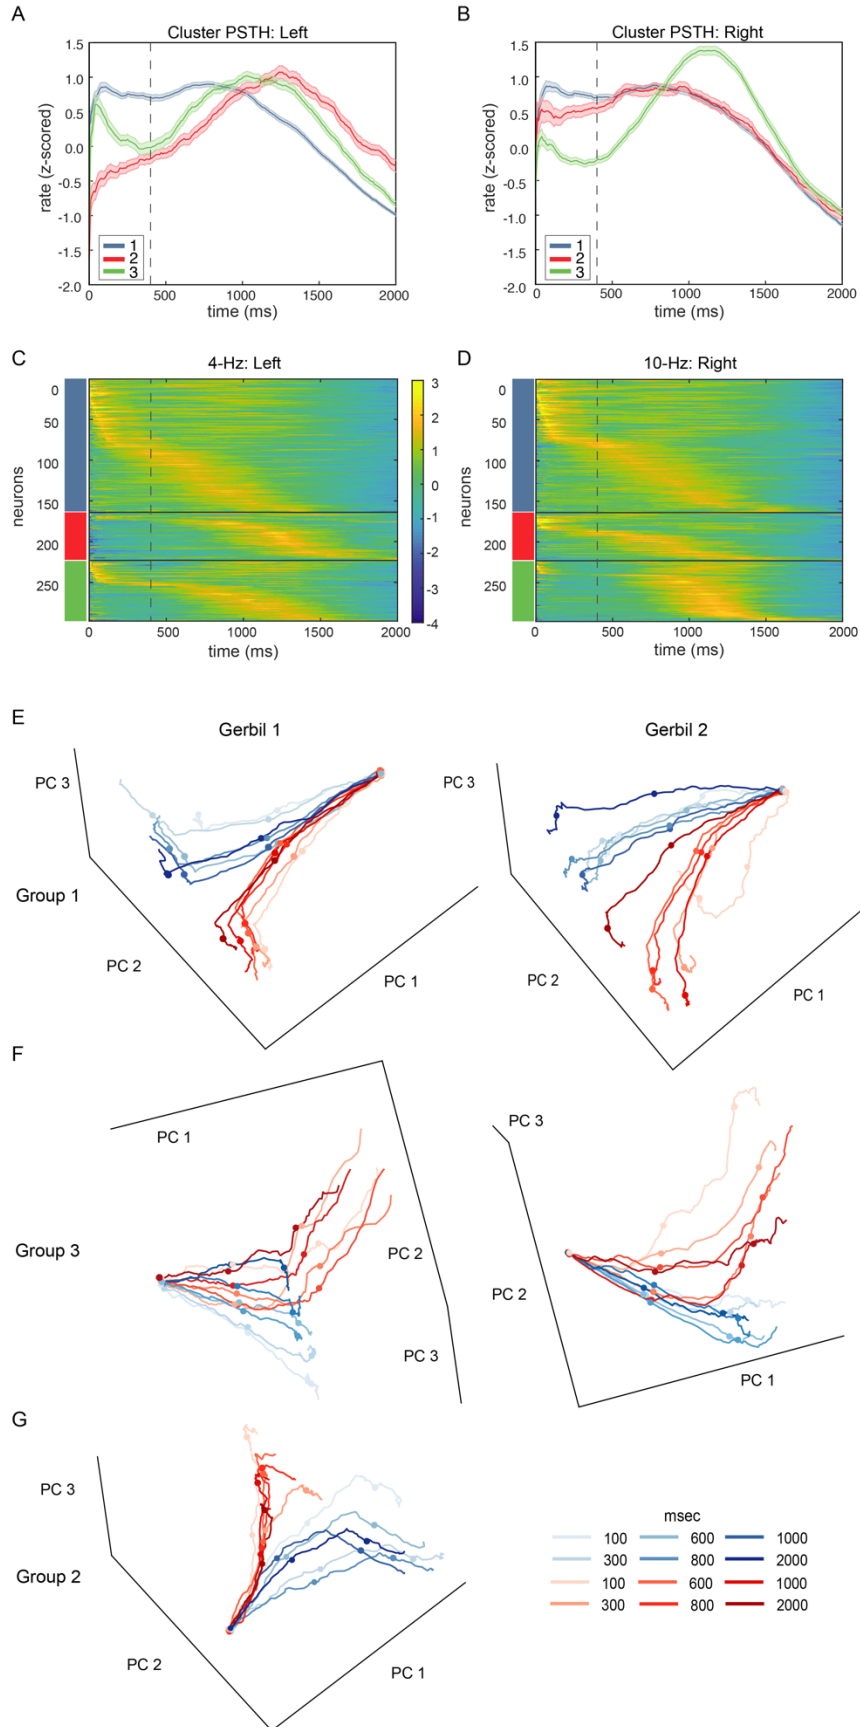 A
Cluster PSTH: Left
1.5
1.0
0.5
0.0
-0.5
-1.0
1.5
-2.0
rate (z-scored)
1
2
3
0
500
1000
1500
2000
time (ms)
B
Cluster PSTH: Right
1.5
1.0
0.5
0.0
-0.5
-1.0
1.5
-2.0
rate (z-scored)
1
2
3
0
500
1000
1500
2000
time (ms)
C
4-Hz: Left
0
50
100
150
200
250
neurons
0
500
1000
1500
2000
time (ms)
3
2
1
0
-1
-2
-3
-4
D
10-Hz: Right
0
50
100
150
200
250
neurons
0
500
1000
1500
2000
time (ms)
E
Gerbil 1
Gerbil 2
PC 3
PC 3
Group 1
PC 2
PC 1
PC 2
PC 1
F
PC 1
PC 3
Group 3
PC 2
PC 2
PC 3
PC 1
G
PC 3
Group 2
PC 2
PC 1
msec
100 600 1000
300 800 2000
100 600 1000
300 800 2000